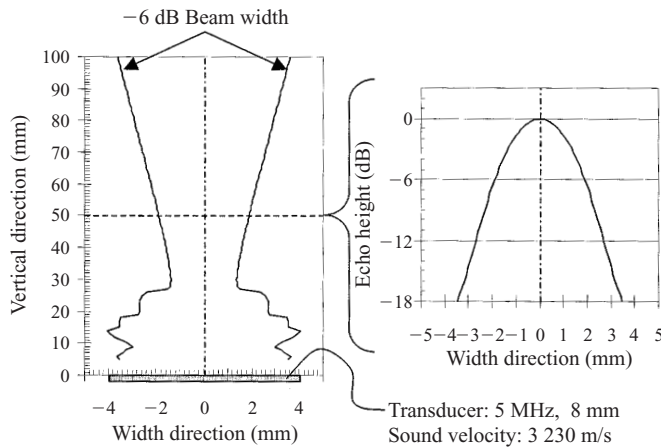 −6 dB Beam width
100
90
80
70
60
50
40
30
20
10
0
Vertical direction (mm)
−4 −2 0 2 4
Width direction (mm)
0
−6
−12
−18
Echo height (dB)
−5 −4 −3 −2 −1 0 1 2 3 4 5
Width direction (mm)
Transducer: 5 MHz, 8 mm
Sound velocity: 3 230 m/s